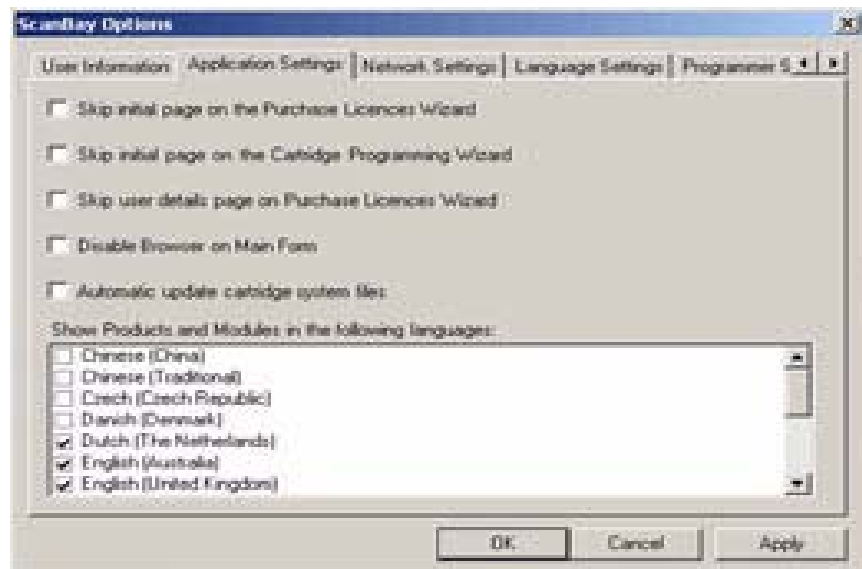 ScanBay Options
User Information Application Settings Network Settings Language Settings Programmer S
Skip initial page on the Purchase Licences Wizard
Skip initial page on the Cartridge Programming Wizard
Skip user details page on Purchase Licences Wizard
Disable Browser on Main Form
Automatic update cartridge system files
Show Products and Modules in the following languages:
Chinese (China)
Chinese (Traditional)
Czech (Czech Republic)
Danish (Denmark)
Dutch (The Netherlands)
English (Australia)
English (United Kingdom)
OK Cancel Apply